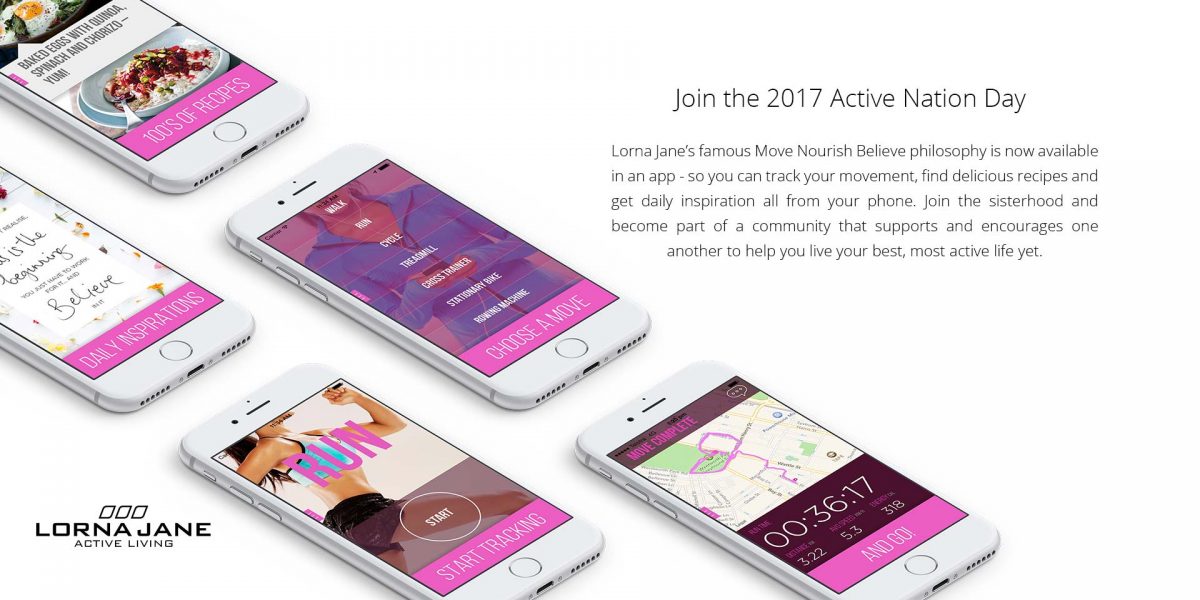 BAKED EGGS WITH QUINOA,
SPINACH AND CHORIZO—
YUM!
100'S OF RECIPES
REALISE,
is is the
beginning
YOU JUST HAVE TO WORK
FOR IT, AND
Believe
IN IT
DAILY INSPIRATIONS
WALK
RUN
CYCLE
TREADMILL
CROSS TRAINER
STATIONARY BIKE
ROWING MACHINE
CHOOSE A MOVE
RUN
START
START TRACKING
MOVE COMPLETE
00:36:17
3.22
5.3
318
AND GO!
LORNA JANE
ACTIVE LIVING
Join the 2017 Active Nation Day
Lorna Jane’s famous Move Nourish Believe philosophy is now available
in an app - so you can track your movement, find delicious recipes and
get daily inspiration all from your phone. Join the sisterhood and
become part of a community that supports and encourages one
another to help you live your best, most active life yet.